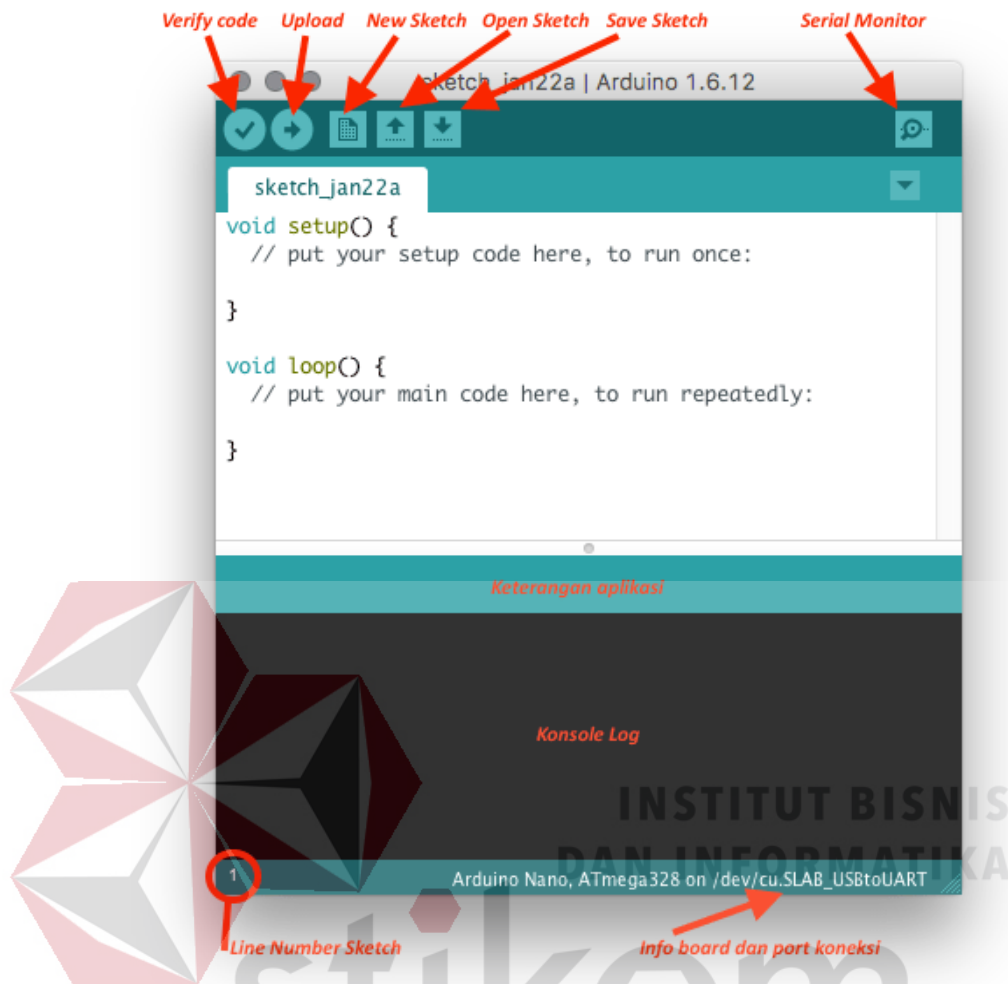 Verify code Upload New Sketch Open Sketch Save Sketch Serial Monitor
sketch_jan22a | Arduino 1.6.12
sketch_jan22a
void setup() {
  // put your setup code here, to run once:
}
void loop() {
  // put your main code here, to run repeatedly:
}
Keterangan aplikasi
Konsole Log
INSTITUT BISNIS
DAN INFORMATIKA
1
Arduino Nano, ATmega328 on /dev/cu.SLAB_USBtoUART
Line Number Sketch
Info board dan port koneksi
stikom